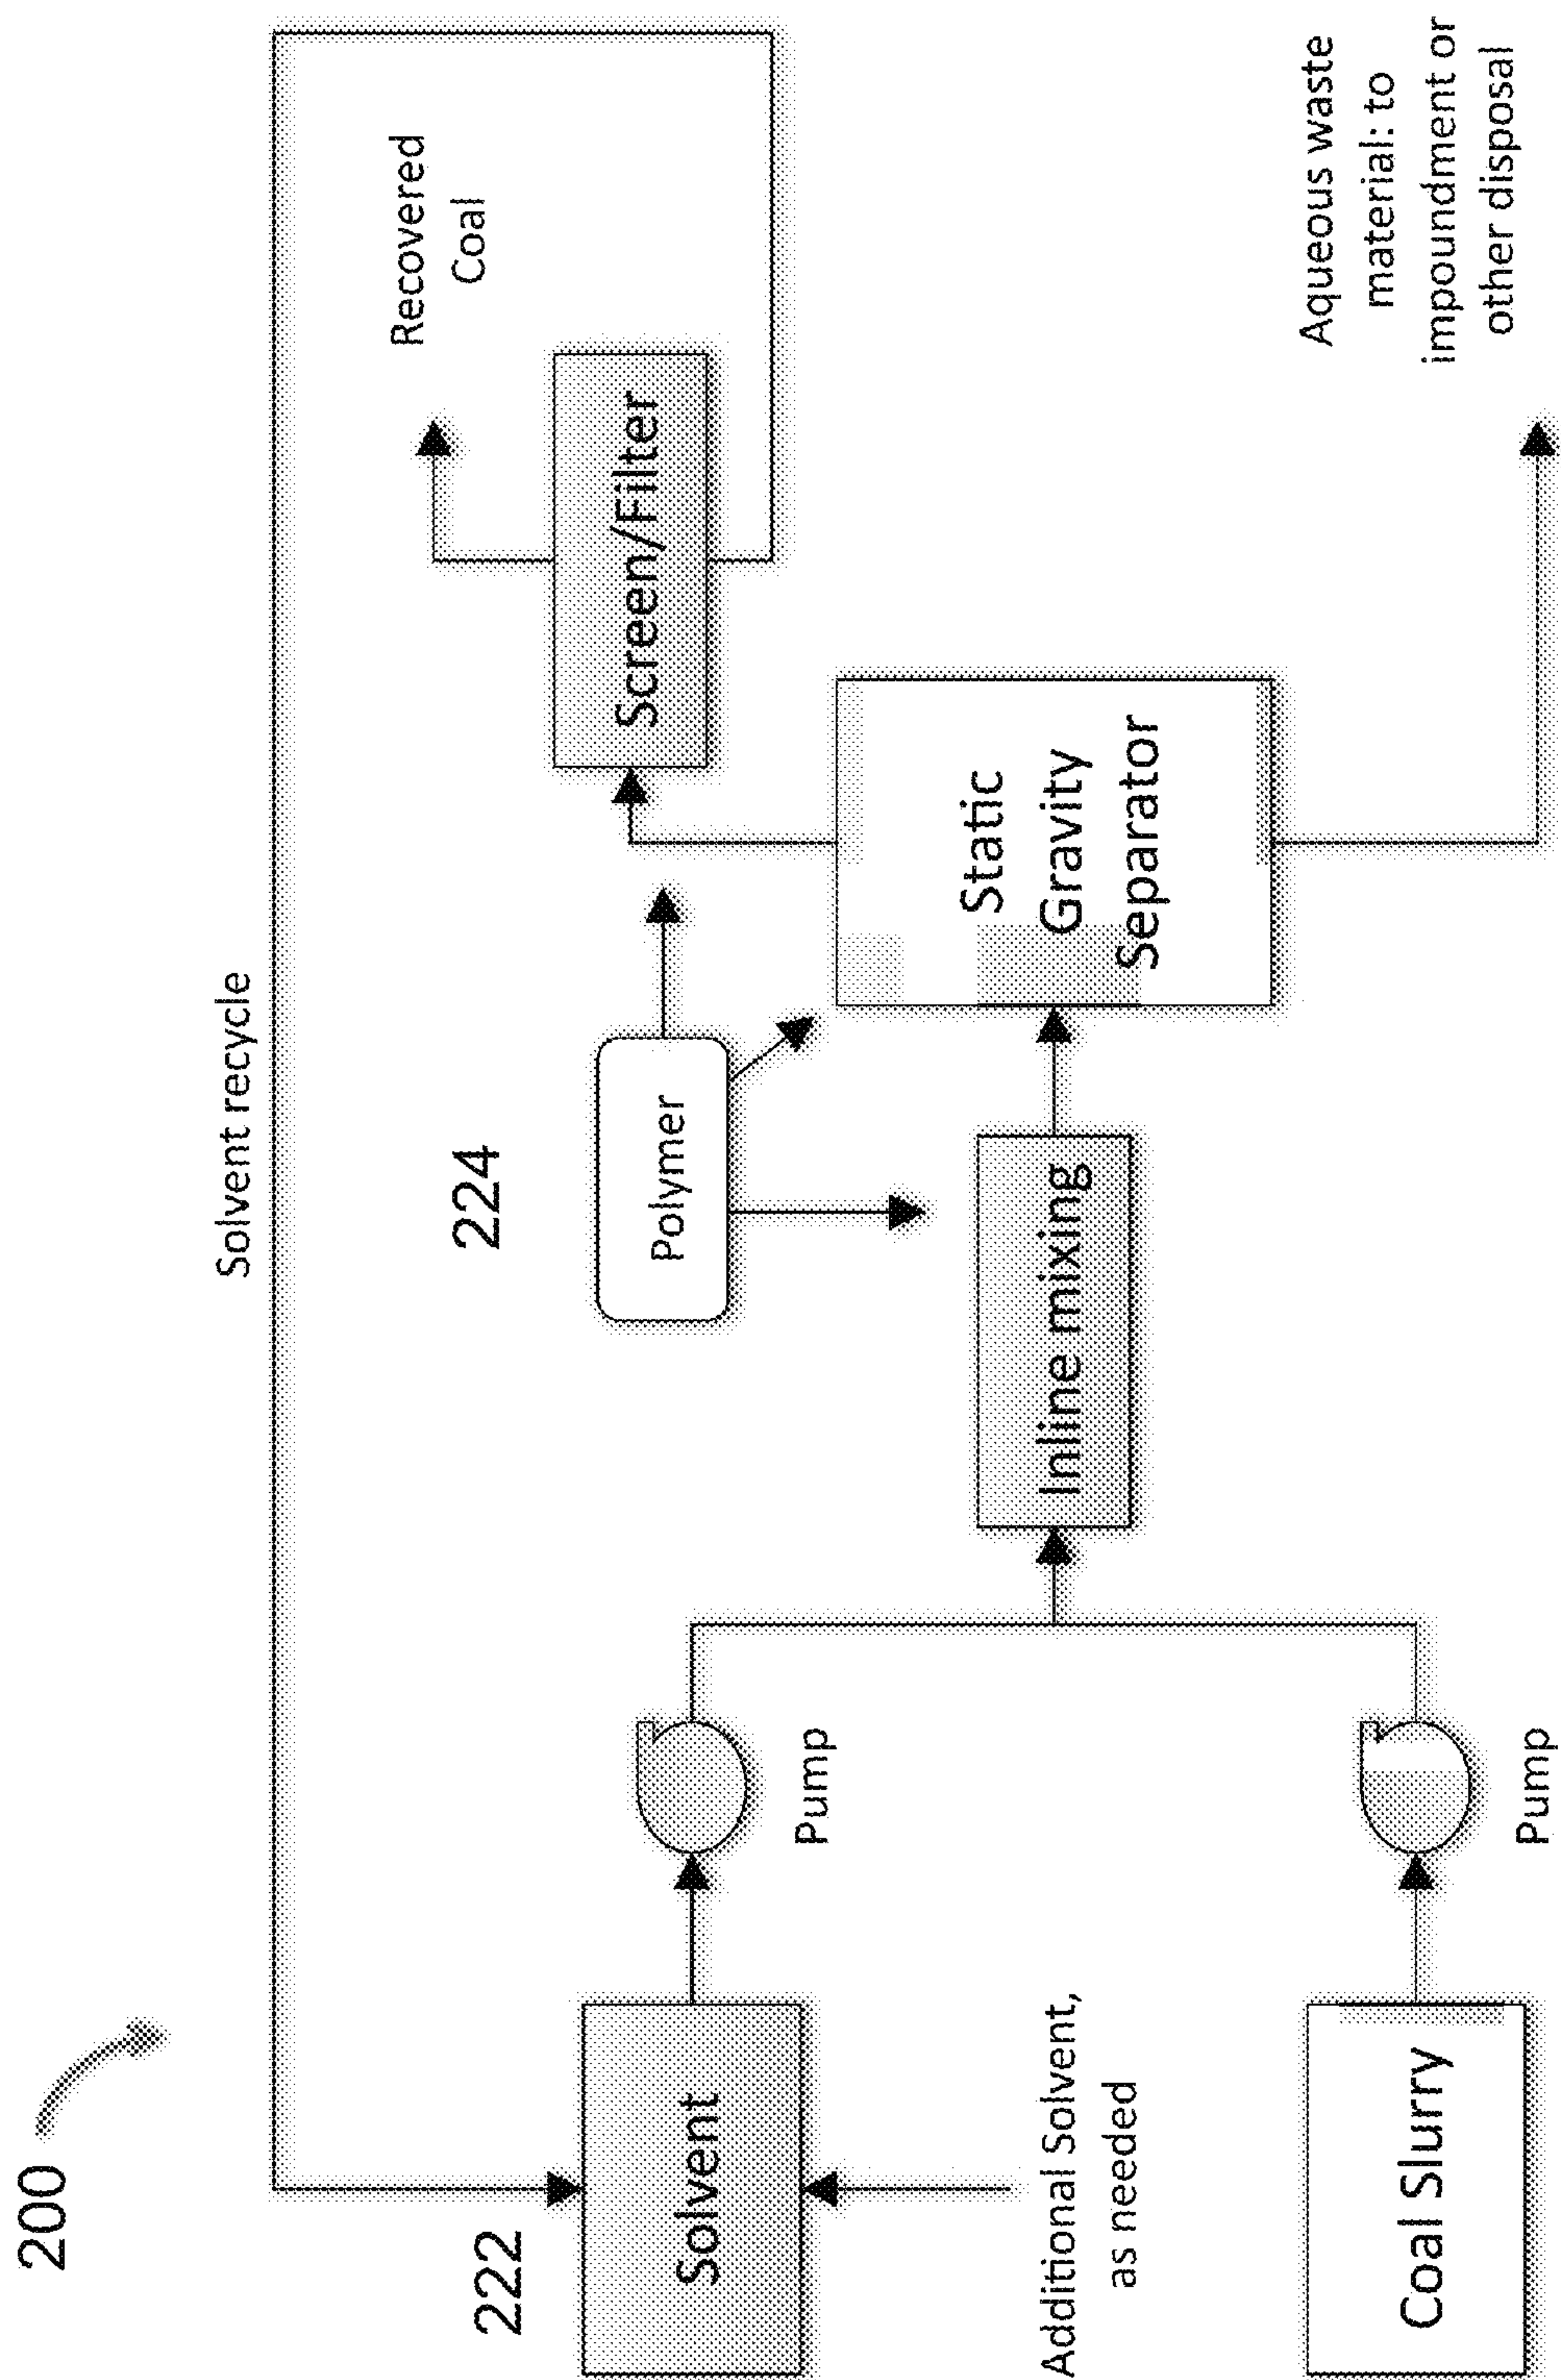 200
Solvent recycle
222
224
Recovered
Coal
Solvent
Pump
Polymer
Screen/Filter
Additional Solvent,
as needed
Inline mixing
Static
Gravity
Separator
Coal Slurry
Pump
Aqueous waste
material: to
impoundment or
other disposal